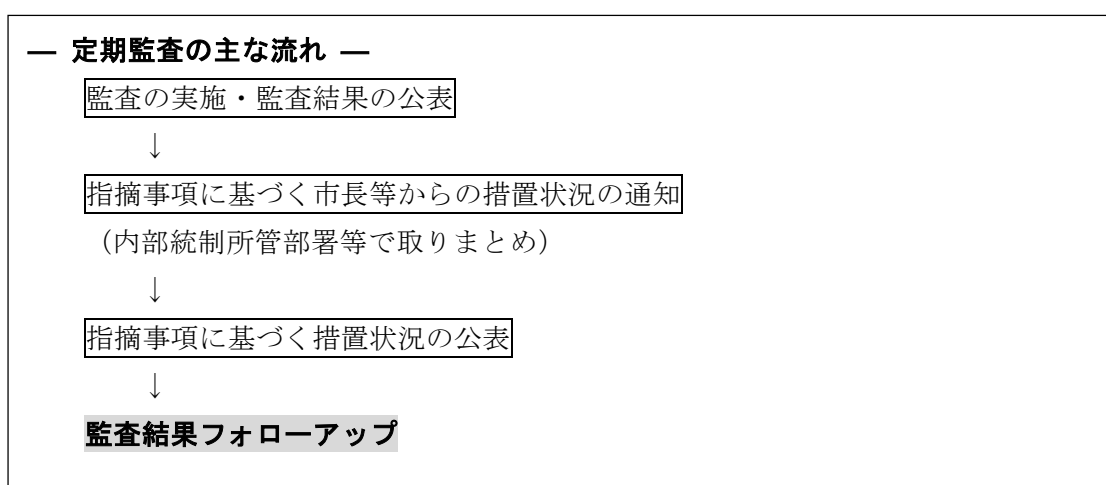 ― 定期監査の主な流れ ―
監査の実施・監査結果の公表
↓
指摘事項に基づく市長等からの措置状況の通知
（内部統制所管部署等で取りまとめ）
↓
指摘事項に基づく措置状況の公表
↓
監査結果フォローアップ